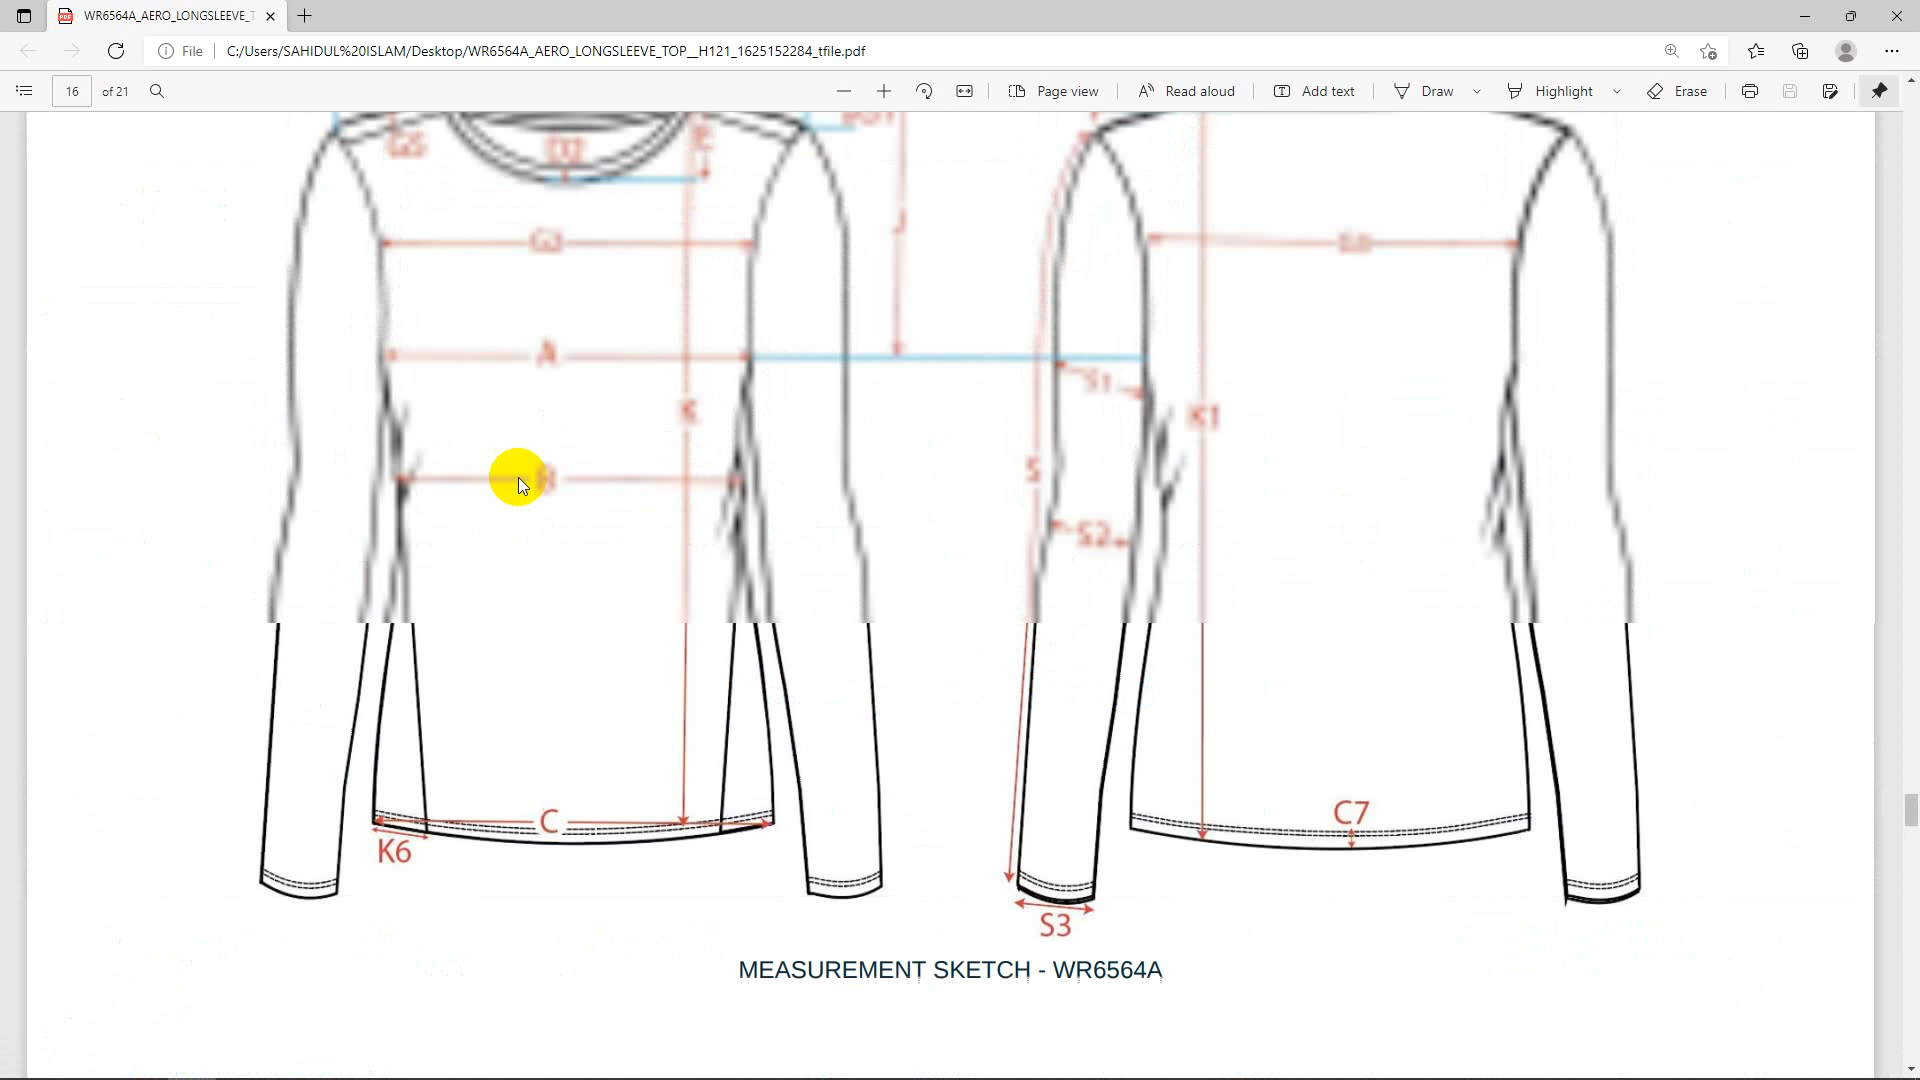 WR6564A_AERO_LONGSLEEVE_T
File
C:/Users/SAHIDUL%20ISLAM/Desktop/WR6564A_AERO_LONGSLEEVE_TOP__H121_1625152284_tfile.pdf
16 of 21
Page view
Read aloud
Add text
Draw
Highlight
Erase
J
A
S1
K
K1
B
S
S2
C
C7
K6
S3
MEASUREMENT SKETCH - WR6564A